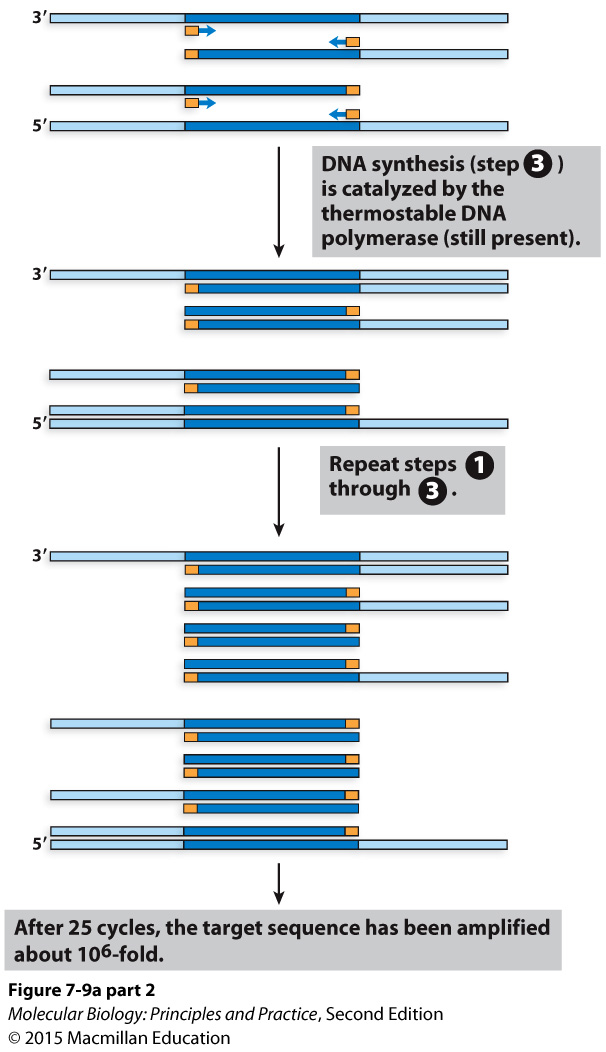 3′
5′
DNA synthesis (step 3 )
is catalyzed by the
thermostable DNA
polymerase (still present).
3′
5′
Repeat steps 1
through 3 .
3′
5′
After 25 cycles, the target sequence has been amplified
about 10⁶-fold.
Figure 7-9a part 2
Molecular Biology: Principles and Practice, Second Edition
© 2015 Macmillan Education